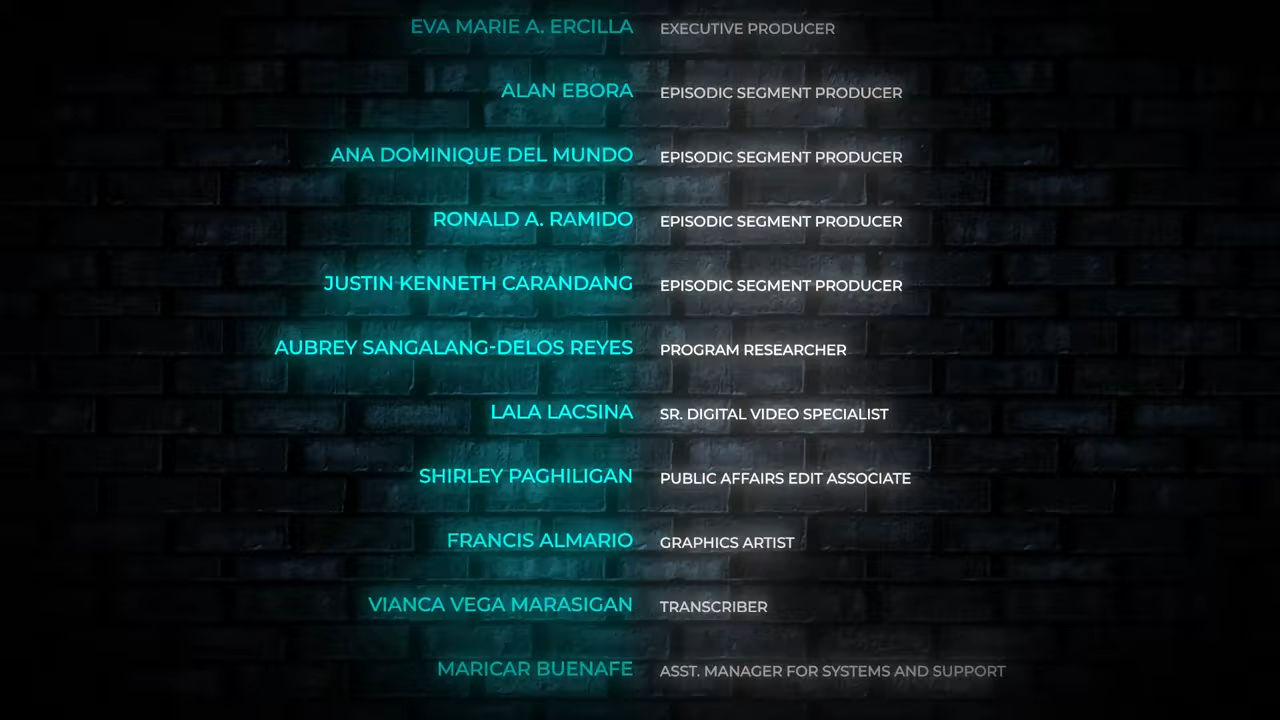 EVA MARIE A. ERCILLA EXECUTIVE PRODUCER
ALAN EBORA EPISODIC SEGMENT PRODUCER
ANA DOMINIQUE DEL MUNDO EPISODIC SEGMENT PRODUCER
RONALD A. RAMIDO EPISODIC SEGMENT PRODUCER
JUSTIN KENNETH CARANDANG EPISODIC SEGMENT PRODUCER
AUBREY SANGALANG-DELOS REYES PROGRAM RESEARCHER
LALA LACSINA SR. DIGITAL VIDEO SPECIALIST
SHIRLEY PAGHILIGAN PUBLIC AFFAIRS EDIT ASSOCIATE
FRANCIS ALMARIO GRAPHICS ARTIST
VIANCA VEGA MARASIGAN TRANSCRIBER
MARICAR BUENAFE ASST. MANAGER FOR SYSTEMS AND SUPPORT